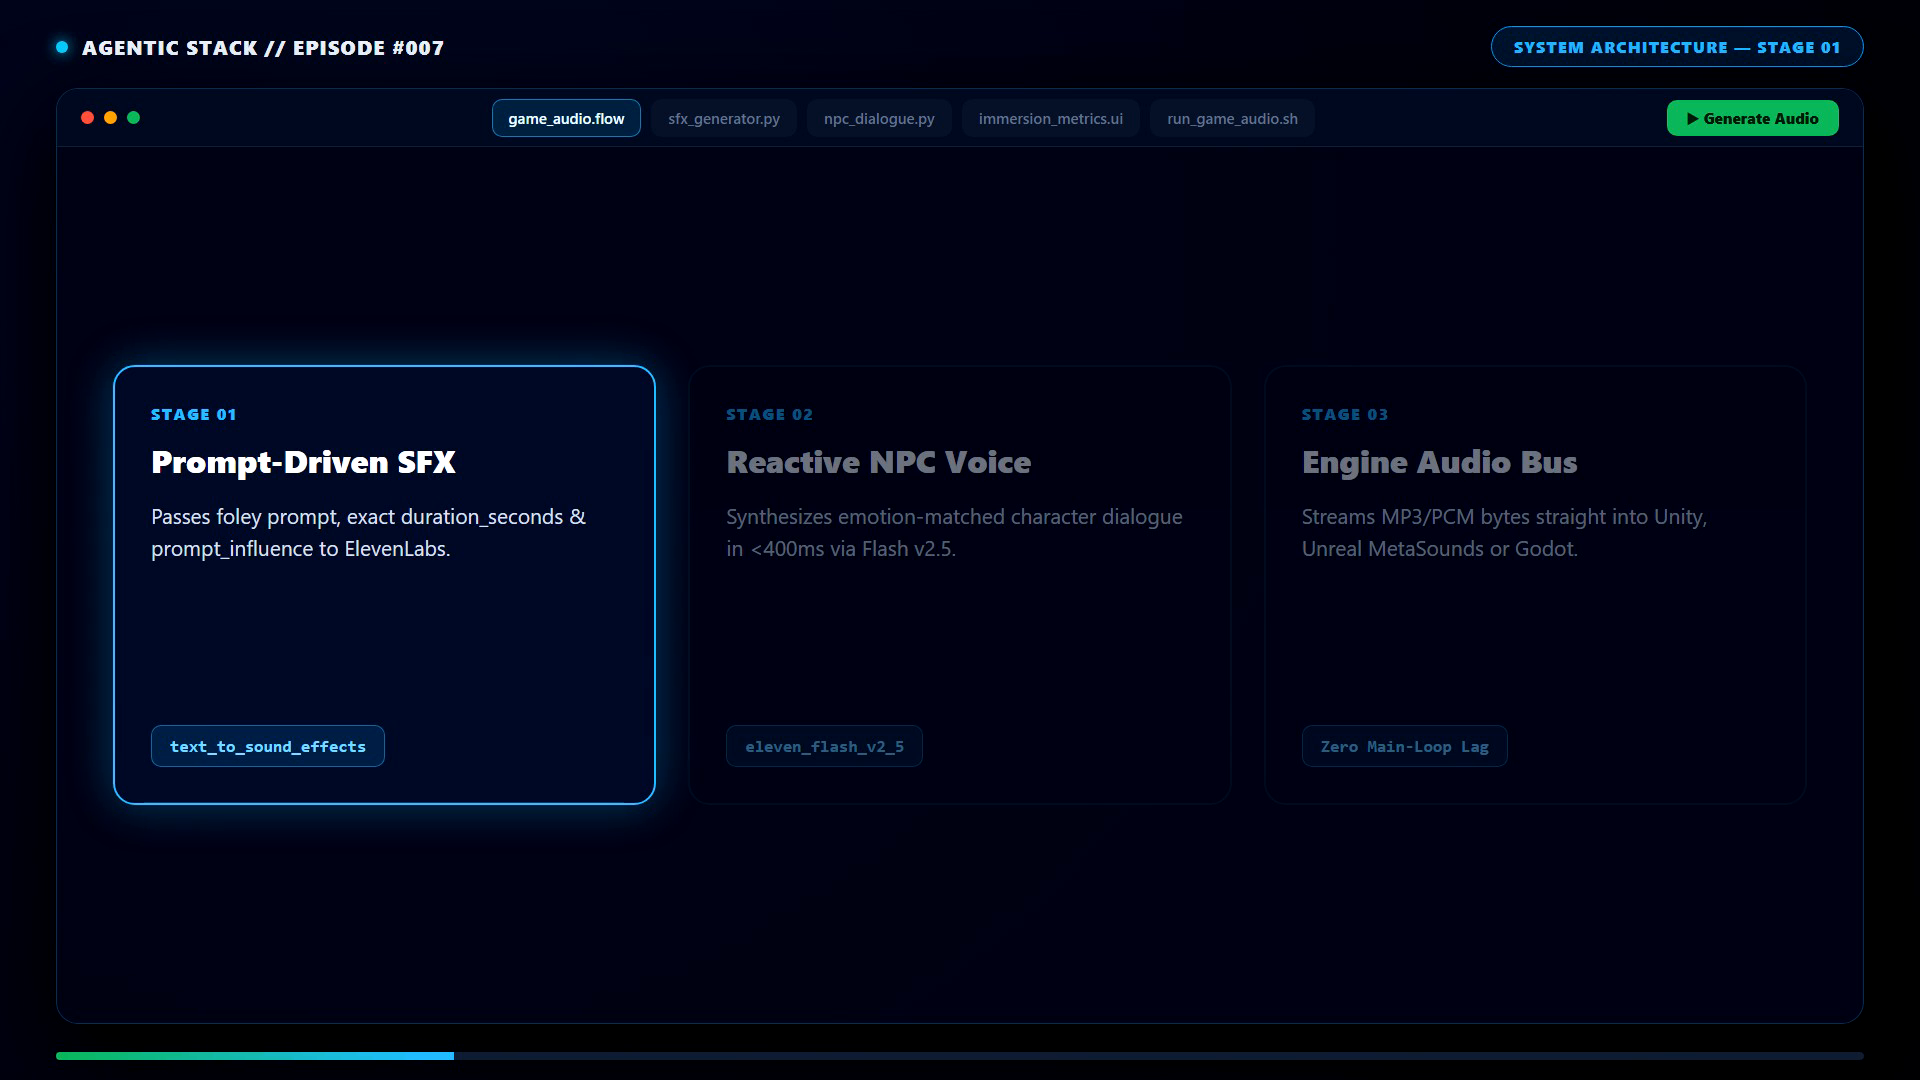 AGENTIC STACK // EPISODE #007
SYSTEM ARCHITECTURE — STAGE 01
game_audio.flow
sfx_generator.py
npc_dialogue.py
immersion_metrics.ui
run_game_audio.sh
▶ Generate Audio
STAGE 01
Prompt-Driven SFX
Passes foley prompt, exact duration_seconds &
prompt_influence to ElevenLabs.
text_to_sound_effects
STAGE 02
Reactive NPC Voice
Synthesizes emotion-matched character dialogue
in <400ms via Flash v2.5.
eleven_flash_v2_5
STAGE 03
Engine Audio Bus
Streams MP3/PCM bytes straight into Unity,
Unreal MetaSounds or Godot.
Zero Main-Loop Lag